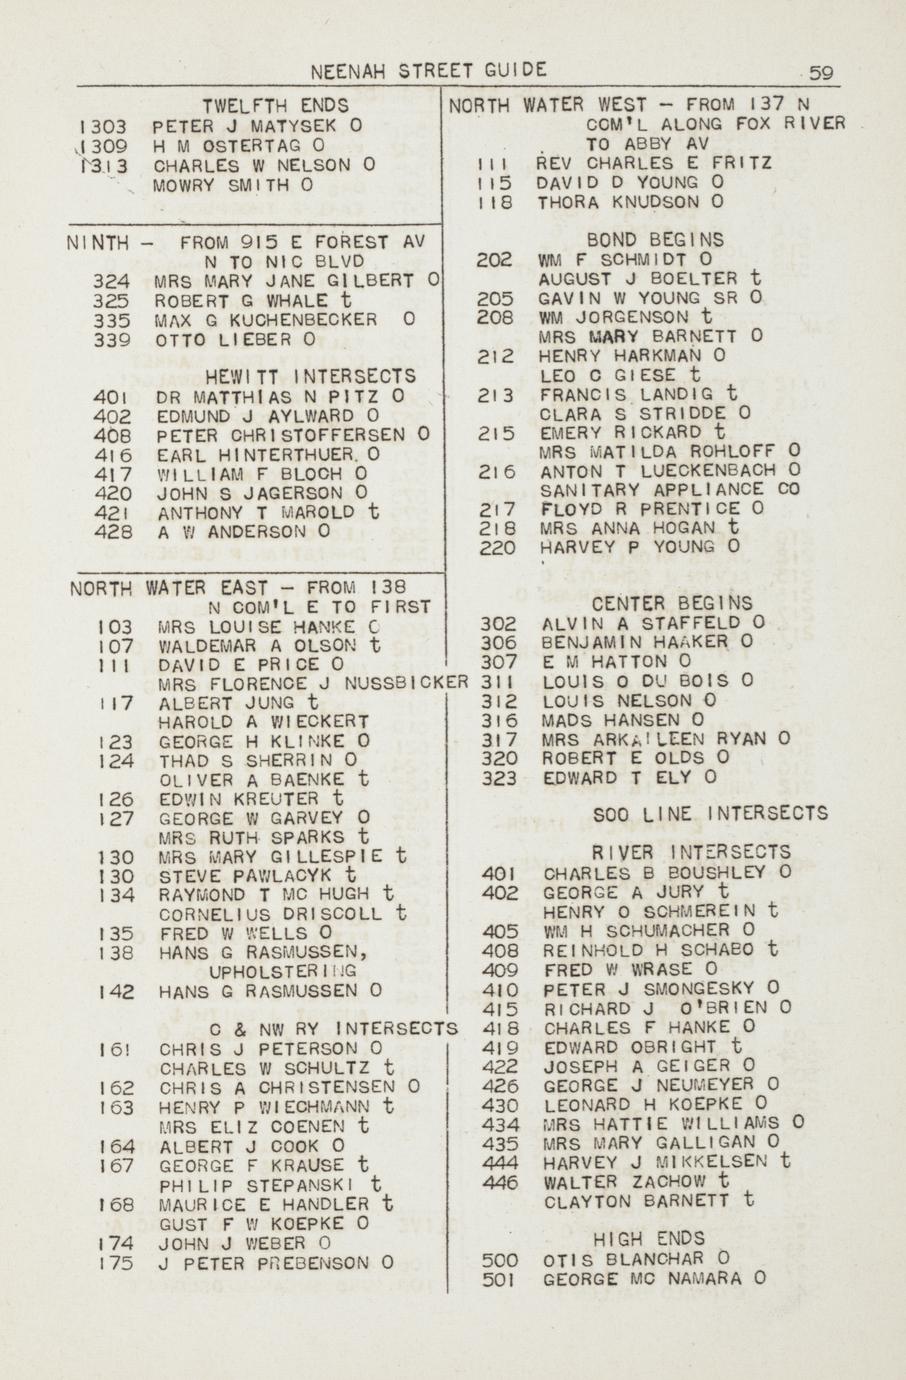 NEENAH STREET GUIDE 59
TWELFTH ENDS
1303 PETER J MATYSEK O
1309 H M OSTERTAG O
1313 CHARLES W NELSON O
MOWRY SMITH O
NINTH — FROM 915 E FOREST AV
N TO NIC BLVD
324 MRS MARY JANE GILBERT O
325 ROBERT G WHALE t
335 MAX G KUCHENBECKER O
339 OTTO LIEBER O
HEWITT INTERSECTS
401 DR MATTHIAS N PITZ O
402 EDMUND J AYLWARD O
408 PETER CHRISTOFFERSEN O
416 EARL HINTERTHUER. O
417 WILLIAM F BLOCH O
420 JOHN S JAGERSON O
421 ANTHONY T MAROLD t
428 A W ANDERSON O
NORTH WATER EAST — FROM 138
N COM'L E TO FIRST
103 MRS LOUISE HANKE O
107 WALDEMAR A OLSON t
111 DAVID E PRICE O
MRS FLORENCE J NUSSBICKER
117 ALBERT JUNG t
HAROLD A WIECKERT
123 GEORGE H KLINKE O
124 THAD S SHERRIN O
OLIVER A BAENKE t
126 EDWIN KREUTER t
127 GEORGE W GARVEY O
MRS RUTH SPARKS t
130 MRS MARY GILLESPIE t
130 STEVE PAWLACYK t
134 RAYMOND T MC HUGH t
CORNELIUS DRISCOLL t
135 FRED W WELLS O
138 HANS G RASMUSSEN,
UPHOLSTERING
142 HANS G RASMUSSEN O
C & NW RY INTERSECTS
161 CHRIS J PETERSON O
CHARLES W SCHULTZ t
162 CHRIS A CHRISTENSEN O
163 HENRY P WIECHMANN t
MRS ELIZ COENEN t
164 ALBERT J COOK O
167 GEORGE F KRAUSE t
PHILIP STEPANSKI t
168 MAURICE E HANDLER t
GUST F W KOEPKE O
174 JOHN J WEBER O
175 J PETER PREBENSON O
NORTH WATER WEST — FROM 137 N
COM'L ALONG FOX RIVER
TO ABBY AV
111 REV CHARLES E FRITZ
115 DAVID D YOUNG O
118 THORA KNUDSON O
BOND BEGINS
202 WM F SCHMIDT O
AUGUST J BOELTER t
205 GAVIN W YOUNG SR O
208 WM JORGENSON t
MRS MARY BARNETT O
212 HENRY HARKMAN O
LEO C GIESE t
213 FRANCIS LANDIG t
CLARA S STRIDDE O
215 EMERY RICKARD t
MRS MATILDA ROHLOFF O
216 ANTON T LUECKENBACH O
SANITARY APPLIANCE CO
217 FLOYD R PRENTICE O
218 MRS ANNA HOGAN t
220 HARVEY P YOUNG O
CENTER BEGINS
302 ALVIN A STAFFELD O
306 BENJAMIN HAAKER O
307 E M HATTON O
311 LOUIS O DU BOIS O
312 LOUIS NELSON O
316 MADS HANSEN O
317 MRS ARKAILEEN RYAN O
320 ROBERT E OLDS O
323 EDWARD T ELY O
SOO LINE INTERSECTS
RIVER INTERSECTS
401 CHARLES B BOUSHLEY O
402 GEORGE A JURY t
HENRY O SCHMEREIN t
405 WM H SCHUMACHER O
408 REINHOLD H SCHABO t
409 FRED W WRASE O
410 PETER J SMONGESKY O
415 RICHARD J O'BRIEN O
418 CHARLES F HANKE O
419 EDWARD OBRIGHT t
422 JOSEPH A GEIGER O
426 GEORGE J NEUMEYER O
430 LEONARD H KOEPKE O
434 MRS HATTIE WILLIAMS O
435 MRS MARY GALLIGAN O
444 HARVEY J MIKKELSEN t
446 WALTER ZACHOW t
CLAYTON BARNETT t
HIGH ENDS
500 OTIS BLANCHAR O
501 GEORGE MC NAMARA O